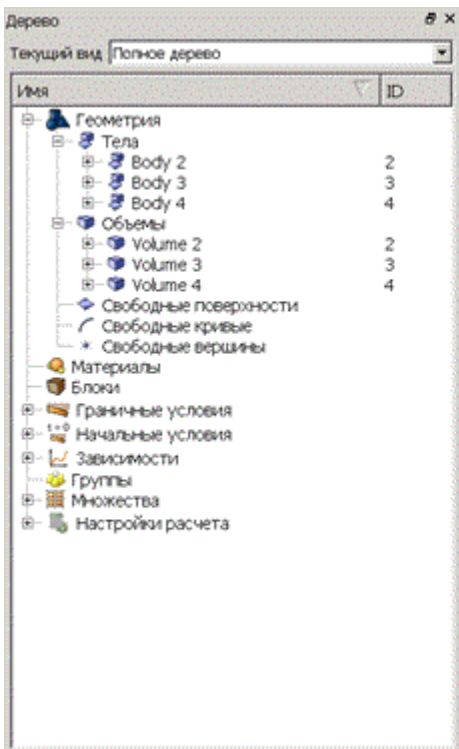 Дерево
Текущий вид Полное дерево
Имя ID
Геометрия
Тела
Body 2 2
Body 3 3
Body 4 4
Объемы
Volume 2 2
Volume 3 3
Volume 4 4
Свободные поверхности
Свободные кривые
Свободные вершины
Материалы
Блоки
Граничные условия
t=0 Начальные условия
Зависимости
Группы
Множества
Настройки расчета